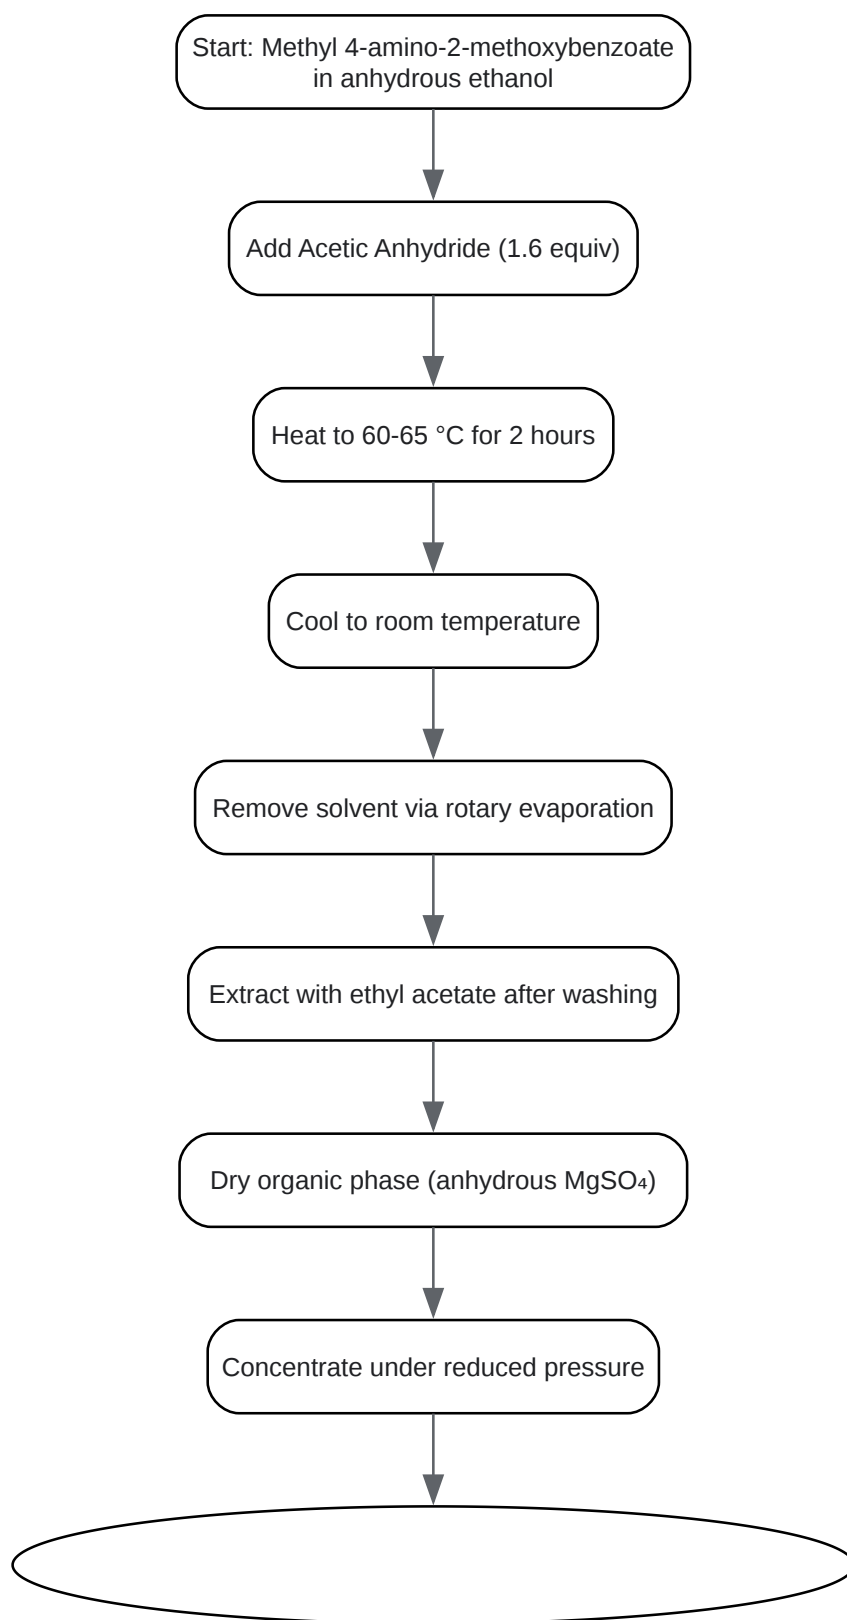 Start: Methyl 4-amino-2-methoxybenzoate
in anhydrous ethanol
Add Acetic Anhydride (1.6 equiv)
Heat to 60-65 °C for 2 hours
Cool to room temperature
Remove solvent via rotary evaporation
Extract with ethyl acetate after washing
Dry organic phase (anhydrous MgSO₄)
Concentrate under reduced pressure